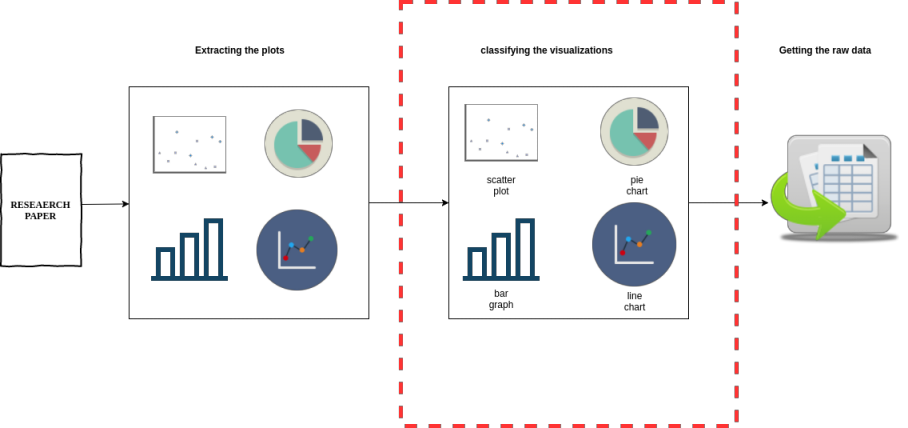 Extracting the plots
classifying the visualizations
Getting the raw data
RESEAERCH
PAPER
scatter
plot
pie
chart
bar
graph
line
chart